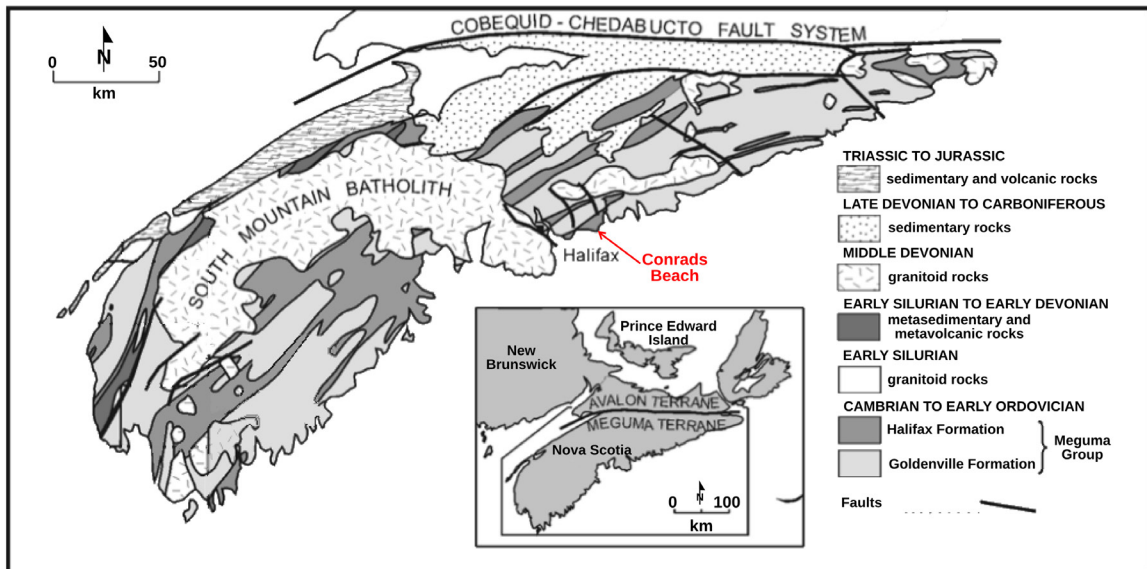 COBEQUID - CHEDABUCTO FAULT SYSTEM
N
0 50
km
SOUTH MOUNTAIN BATHOLITH
Halifax
Conrads
Beach
TRIASSIC TO JURASSIC
sedimentary and volcanic rocks
LATE DEVONIAN TO CARBONIFEROUS
sedimentary rocks
MIDDLE DEVONIAN
granitoid rocks
EARLY SILURIAN TO EARLY DEVONIAN
metasedimentary and
metavolcanic rocks
EARLY SILURIAN
granitoid rocks
CAMBRIAN TO EARLY ORDOVICIAN
Halifax Formation
Goldenville Formation
Meguma
Group
Faults
Prince Edward
Island
New
Brunswick
AVALON TERRANE
MEGUMA TERRANE
Nova Scotia
N
0 100
km